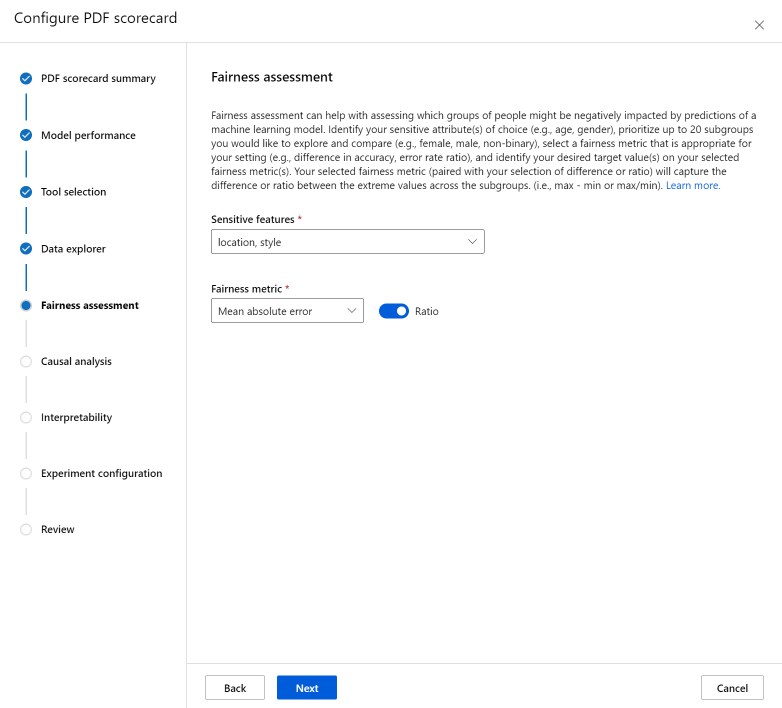 Configure PDF scorecard
PDF scorecard summary
Model performance
Tool selection
Data explorer
Fairness assessment
Causal analysis
Interpretability
Experiment configuration
Review
Fairness assessment
Fairness assessment can help with assessing which groups of people might be negatively impacted by predictions of a
machine learning model. Identify your sensitive attribute(s) of choice (e.g., age, gender), prioritize up to 20 subgroups
you would like to explore and compare (e.g., female, male, non-binary), select a fairness metric that is appropriate for
your setting (e.g., difference in accuracy, error rate ratio), and identify your desired target value(s) on your selected
fairness metric(s). Your selected fairness metric (paired with your selection of difference or ratio) will capture the
difference or ratio between the extreme values across the subgroups. (i.e., max - min or max/min). Learn more.
Sensitive features *
location, style
Fairness metric *
Mean absolute error
Ratio
Back
Next
Cancel